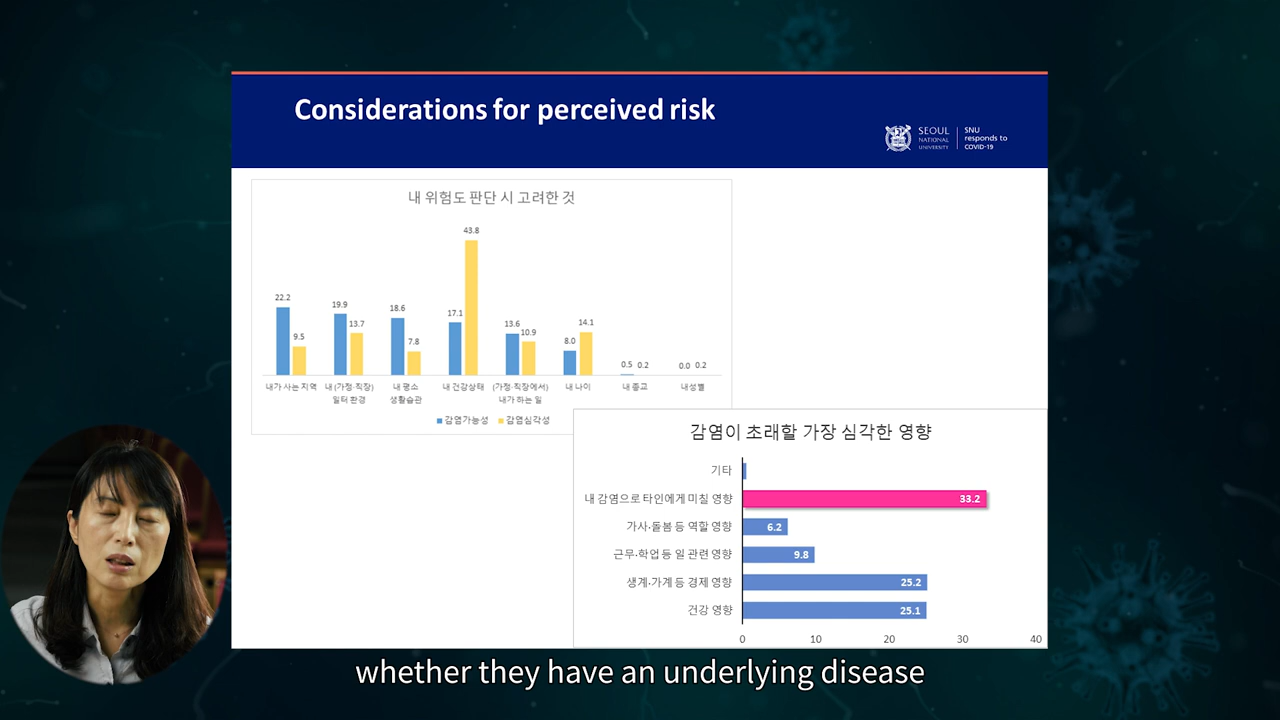 Considerations for perceived risk
SEOUL
NATIONAL
UNIVERSITY
SNU
responds to
COVID-19
내 위험도 판단 시 고려한 것
43.8
22.2
19.9
18.6
17.1
13.7
13.6
14.1
10.9
9.5
7.8
8.0
0.5 0.2
0.0 0.2
내가 사는 지역 내 (가정·직장) 내 평소 내 건강상태 (가정·직장에서) 내 나이 내 종교 내성별
일터 환경 생활습관 내가 하는 일
감염가능성 감염심각성
감염이 초래할 가장 심각한 영향
기타
내 감염으로 타인에게 미칠 영향 33.2
가사·돌봄 등 역할 영향 6.2
근무·학업 등 일 관련 영향 9.8
생계·가계 등 경제 영향 25.2
건강 영향 25.1
0 10 20 30 40
whether they have an underlying disease